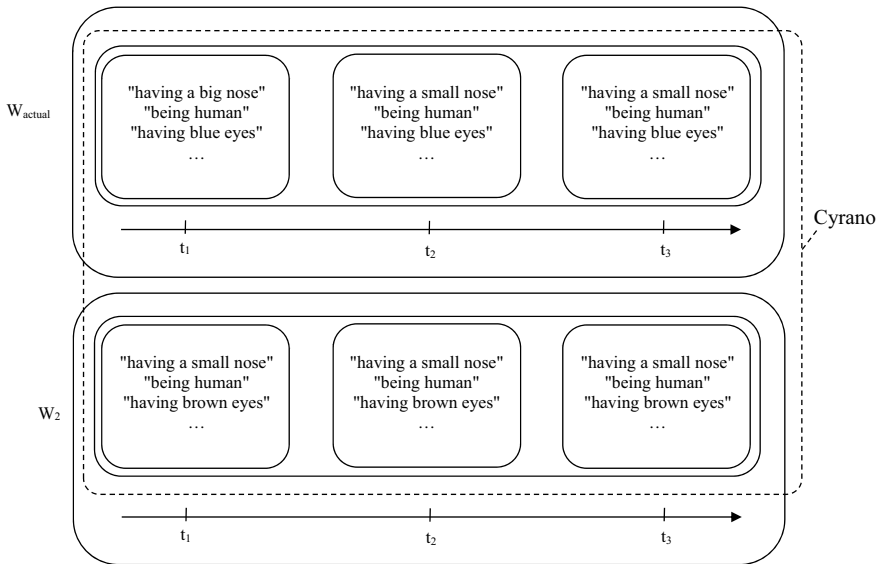 "having a big nose"
"being human"
"having blue eyes"
…
"having a small nose"
"being human"
"having blue eyes"
…
"having a small nose"
"being human"
"having blue eyes"
…
Wactual
Cyrano
t1
t2
t3
"having a small nose"
"being human"
"having brown eyes"
…
"having a small nose"
"being human"
"having brown eyes"
…
"having a small nose"
"being human"
"having brown eyes"
…
W2
t1
t2
t3